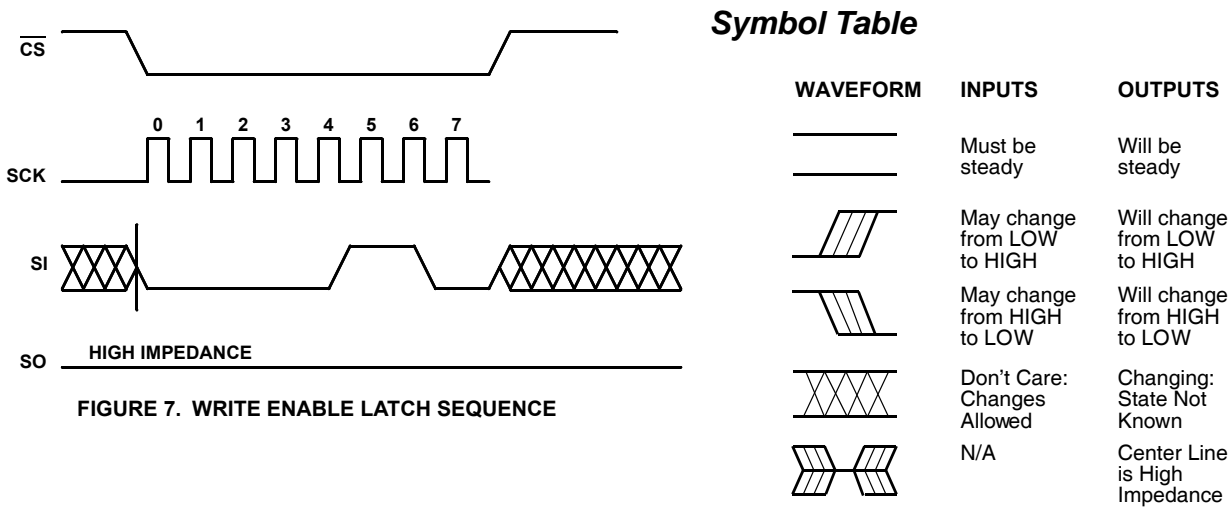 CS
0 1 2 3 4 5 6 7
SCK
SI
SO
HIGH IMPEDANCE
FIGURE 7. WRITE ENABLE LATCH SEQUENCE
Symbol Table
WAVEFORM INPUTS OUTPUTS
Must be
steady
Will be
steady
May change
from LOW
to HIGH
Will change
from LOW
to HIGH
May change
from HIGH
to LOW
Will change
from HIGH
to LOW
Don't Care:
Changes
Allowed
Changing:
State Not
Known
N/A
Center Line
is High
Impedance